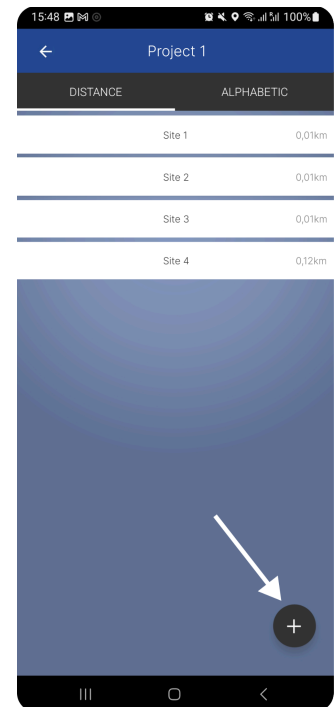 15:48 100%
Project 1
DISTANCE ALPHABETIC
Site 1 0,01km
Site 2 0,01km
Site 3 0,01km
Site 4 0,12km
+